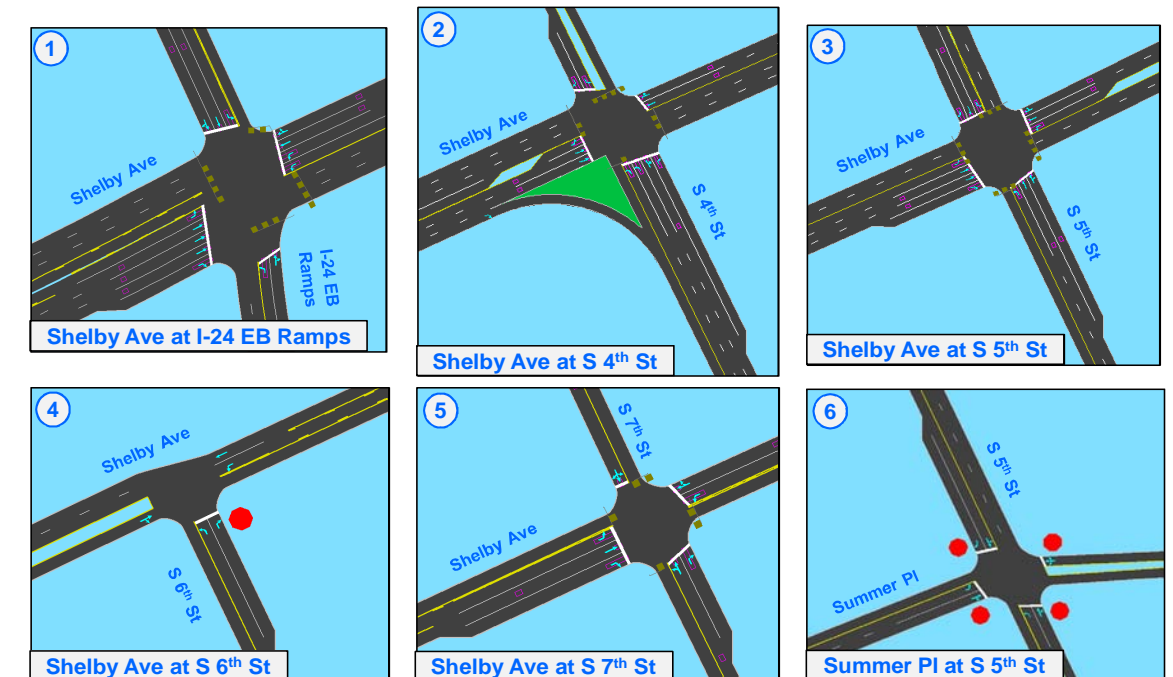 1
Shelby Ave
I-24 EB
Ramps
Shelby Ave at I-24 EB Ramps
2
Shelby Ave
S 4th St
Shelby Ave at S 4th St
3
Shelby Ave
S 5th St
Shelby Ave at S 5th St
4
Shelby Ave
S 6th St
Shelby Ave at S 6th St
5
S 7th St
Shelby Ave
Shelby Ave at S 7th St
6
S 5th St
Summer Pl
Summer Pl at S 5th St